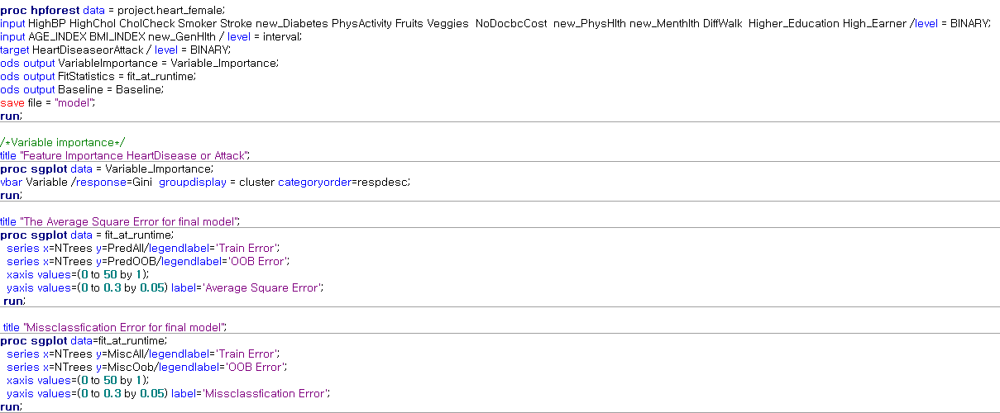 proc hpforest data = project.heart_female;
input HighBP HighChol CholCheck Smoker Stroke new_Diabetes PhysActivity Fruits Veggies  NoDocbcCost  new_PhysHlth new_Menthlth DiffWalk  Higher_Education High_Earner /level = BINARY;
input AGE_INDEX BMI_INDEX new_GenHlth / level = interval;
target HeartDiseaseorAttack / level = BINARY;
ods output VariableImportance = Variable_Importance;
ods output FitStatistics = fit_at_runtime;
ods output Baseline = Baseline;
save file = "model";
run;
/*Variable importance*/
title "Feature Importance HeartDisease or Attack";
proc sgplot data = Variable_Importance;
vbar Variable /response=Gini  groupdisplay = cluster categoryorder=respdesc;
run;
title "The Average Square Error for final model";
proc sgplot data = fit_at_runtime;
series x=NTrees y=PredAll/legendlabel='Train Error';
series x=NTrees y=PredOOB/legendlabel='OOB Error';
xaxis values=(0 to 50 by 1);
yaxis values=(0 to 0.3 by 0.05) label='Average Square Error';
run;
title "Missclassfication Error for final model";
proc sgplot data=fit_at_runtime;
series x=NTrees y=MiscAll/legendlabel='Train Error';
series x=NTrees y=MiscOob/legendlabel='OOB Error';
xaxis values=(0 to 50 by 1);
yaxis values=(0 to 0.3 by 0.05) label='Missclassfication Error';
run;